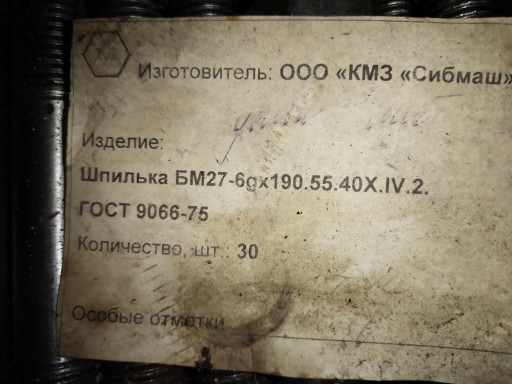 Изготовитель: ООО «КМЗ «Сибмаш»
Изделие:
Шпилька БМ27-6gх190.55.40Х.IV.2.
ГОСТ 9066-75
Количество, шт.: 30
Особые отметки